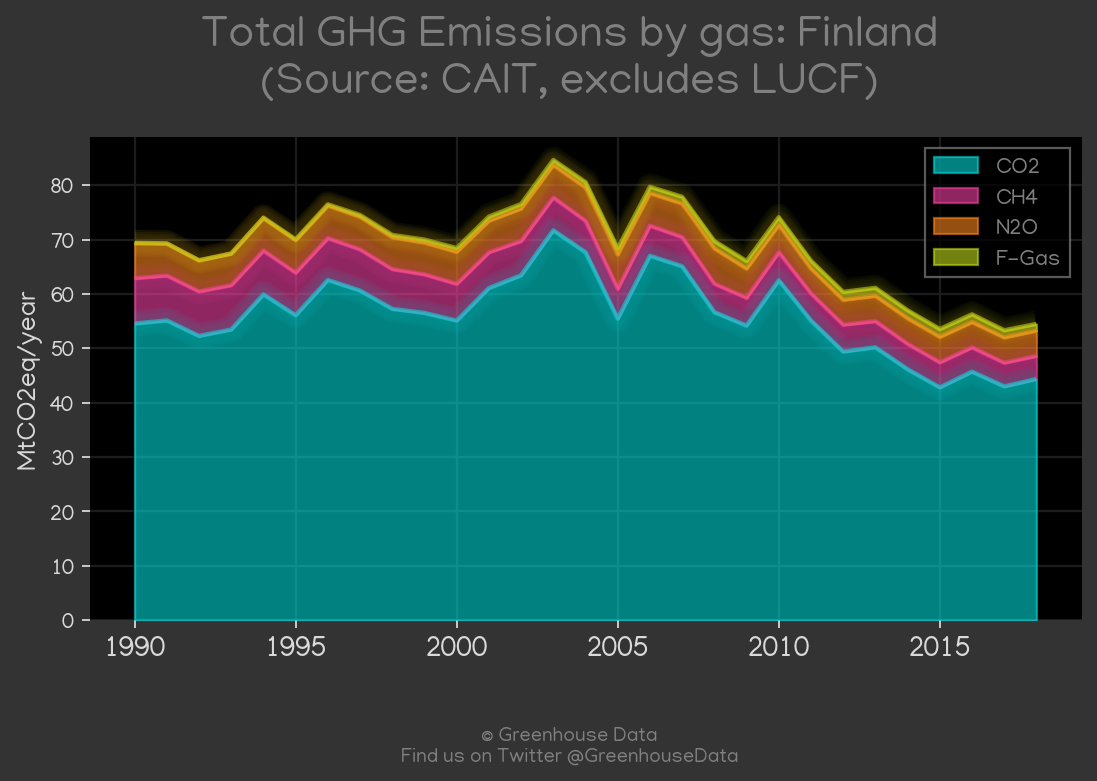 Total GHG Emissions by gas: Finland
(Source: CAIT, excludes LUCF)
CO2
CH4
N2O
F-Gas
MtCO2eq/year
80
70
60
50
40
30
20
10
0
1990 1995 2000 2005 2010 2015
© Greenhouse Data
Find us on Twitter @GreenhouseData